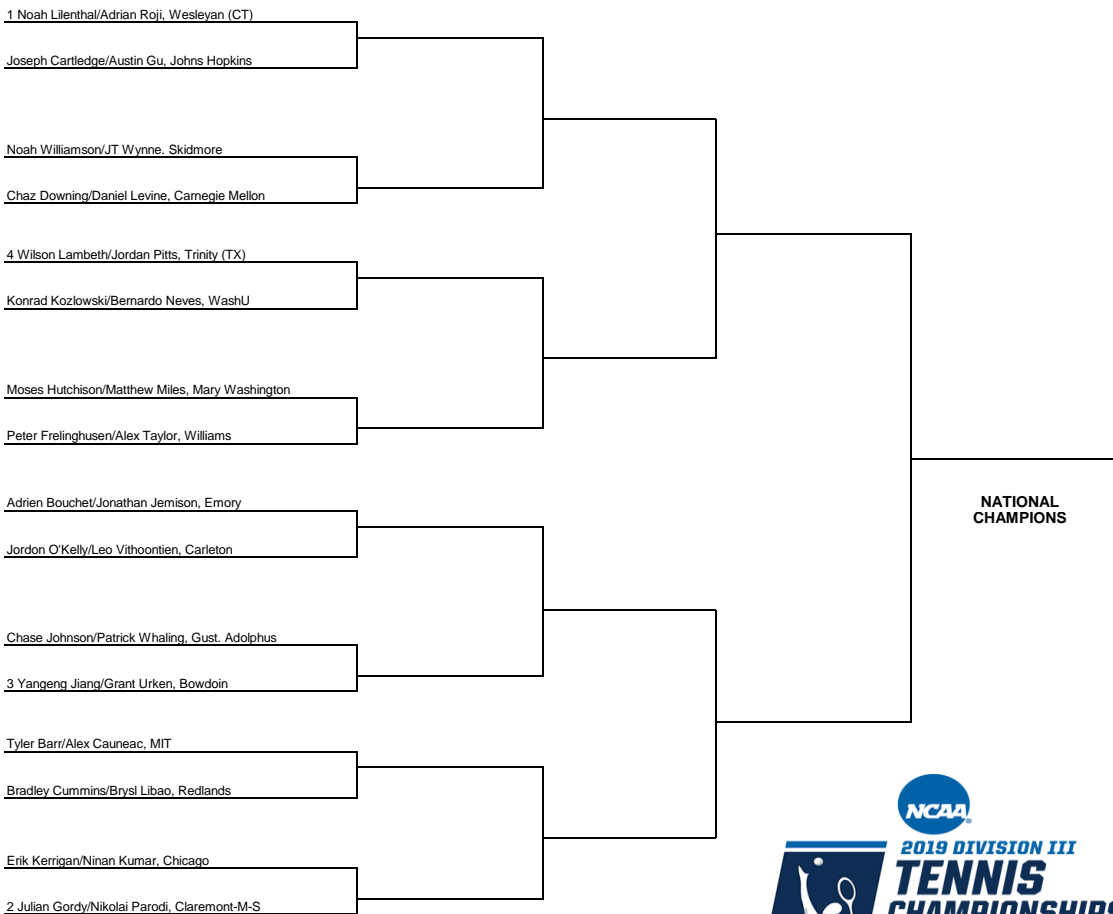 1 Noah Lilenthal/Adrian Roji, Wesleyan (CT)
Joseph Cartledge/Austin Gu, Johns Hopkins
Noah Williamson/JT Wynne. Skidmore
Chaz Downing/Daniel Levine, Carnegie Mellon
4 Wilson Lambeth/Jordan Pitts, Trinity (TX)
Konrad Kozlowski/Bernardo Neves, WashU
Moses Hutchison/Matthew Miles, Mary Washington
Peter Frelinghusen/Alex Taylor, Williams
Adrien Bouchet/Jonathan Jemison, Emory
Jordon O'Kelly/Leo Vithoontien, Carleton
Chase Johnson/Patrick Whaling, Gust. Adolphus
3 Yangeng Jiang/Grant Urken, Bowdoin
Tyler Barr/Alex Cauneac, MIT
Bradley Cummins/Brysl Libao, Redlands
Erik Kerrigan/Ninan Kumar, Chicago
2 Julian Gordy/Nikolai Parodi, Claremont-M-S
NATIONAL
CHAMPIONS
NCAA
2019 DIVISION III
TENNIS
CHAMPIONSHIPS